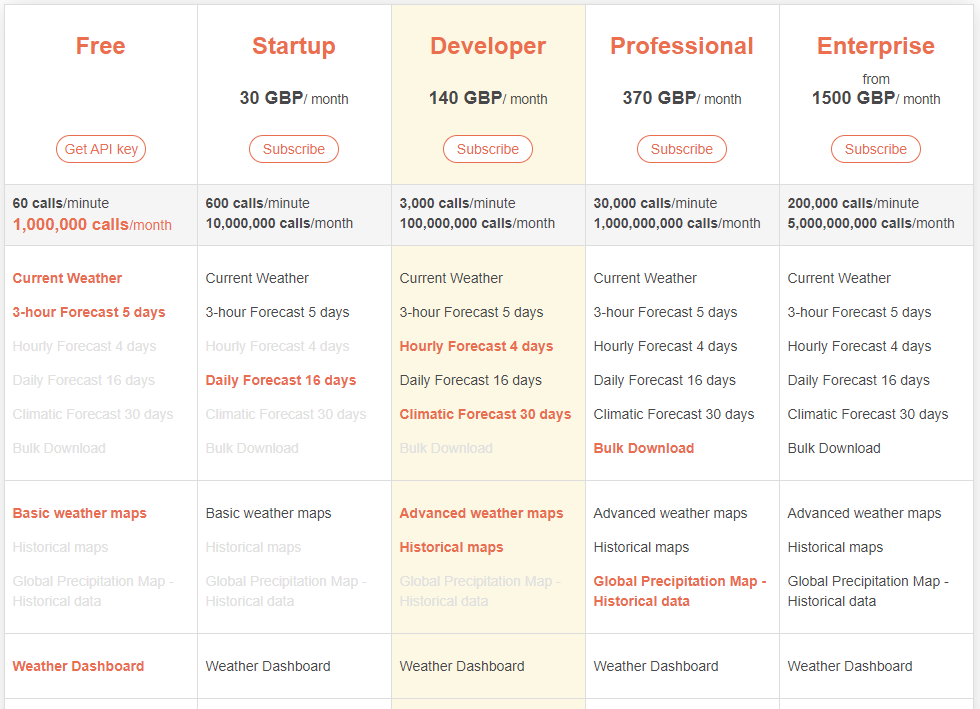 Free
Get API key
60 calls/minute
1,000,000 calls/month
Current Weather
3-hour Forecast 5 days
Hourly Forecast 4 days
Daily Forecast 16 days
Climatic Forecast 30 days
Bulk Download
Basic weather maps
Historical maps
Global Precipitation Map -
Historical data
Weather Dashboard
Startup
30 GBP/ month
Subscribe
600 calls/minute
10,000,000 calls/month
Current Weather
3-hour Forecast 5 days
Hourly Forecast 4 days
Daily Forecast 16 days
Climatic Forecast 30 days
Bulk Download
Basic weather maps
Historical maps
Global Precipitation Map -
Historical data
Weather Dashboard
Developer
140 GBP/ month
Subscribe
3,000 calls/minute
100,000,000 calls/month
Current Weather
3-hour Forecast 5 days
Hourly Forecast 4 days
Daily Forecast 16 days
Climatic Forecast 30 days
Bulk Download
Advanced weather maps
Historical maps
Global Precipitation Map -
Historical data
Weather Dashboard
Professional
370 GBP/ month
Subscribe
30,000 calls/minute
1,000,000,000 calls/month
Current Weather
3-hour Forecast 5 days
Hourly Forecast 4 days
Daily Forecast 16 days
Climatic Forecast 30 days
Bulk Download
Advanced weather maps
Historical maps
Global Precipitation Map -
Historical data
Weather Dashboard
Enterprise
from
1500 GBP/ month
Subscribe
200,000 calls/minute
5,000,000,000 calls/month
Current Weather
3-hour Forecast 5 days
Hourly Forecast 4 days
Daily Forecast 16 days
Climatic Forecast 30 days
Bulk Download
Advanced weather maps
Historical maps
Global Precipitation Map -
Historical data
Weather Dashboard